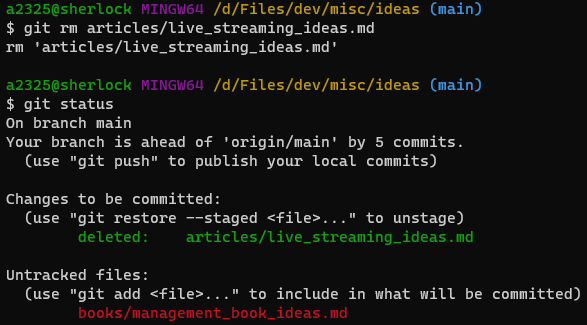 a2325@sherlock MINGW64 /d/Files/dev/misc/ideas (main)
$ git rm articles/live_streaming_ideas.md
rm 'articles/live_streaming_ideas.md'

a2325@sherlock MINGW64 /d/Files/dev/misc/ideas (main)
$ git status
On branch main
Your branch is ahead of 'origin/main' by 5 commits.
  (use "git push" to publish your local commits)

Changes to be committed:
  (use "git restore --staged <file>..." to unstage)
        deleted:    articles/live_streaming_ideas.md

Untracked files:
  (use "git add <file>..." to include in what will be committed)
        books/management_book_ideas.md